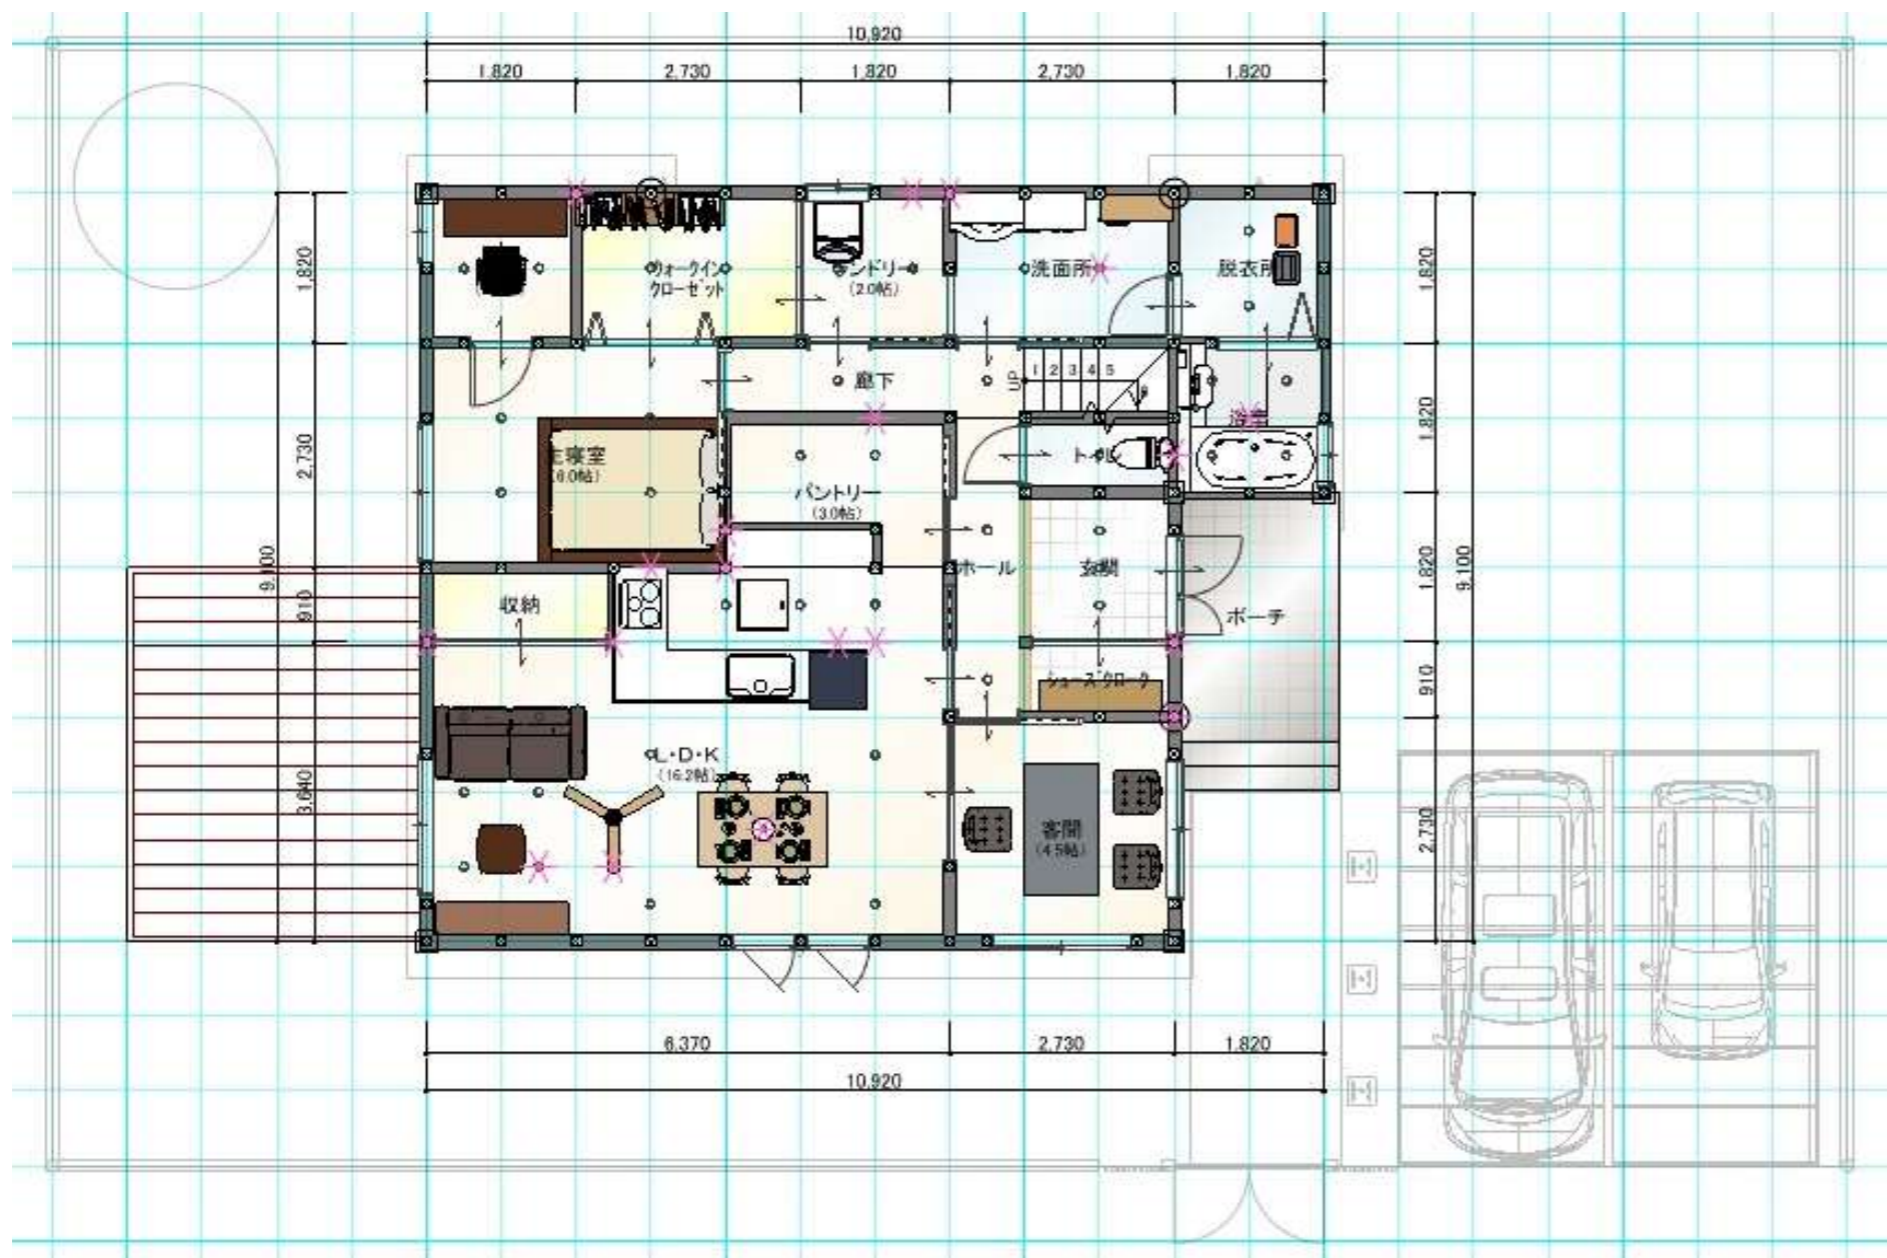 10,920
1,820
2,730
1,820
2,730
1,820
1,820
2,730
910
3,640
9,100
1,820
1,820
1,820
910
2,730
9,100
ウォークイン
クローゼット
ンドリー
(2.0帖)
洗面所
脱衣所
廊下
UP
1 2 3 4 5
主寝室
(6.0帖)
パントリー
(3.0帖)
トイレ
ホール
玄関
収納
ポーチ
シューズクローク
L・D・K
(16.2帖)
客間
(4.5帖)
6,370
2,730
1,820
10,920